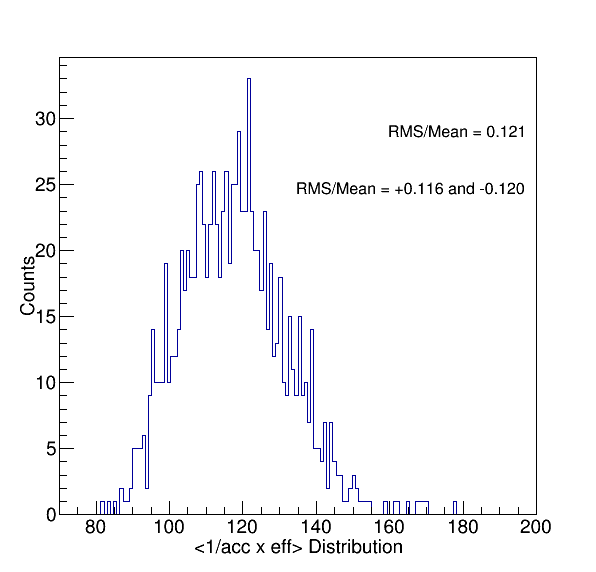 RMS/Mean = 0.121
RMS/Mean = +0.116 and -0.120
Counts
30
25
20
15
10
5
0
80 100 120 140 160 180 200
<1/acc x eff> Distribution